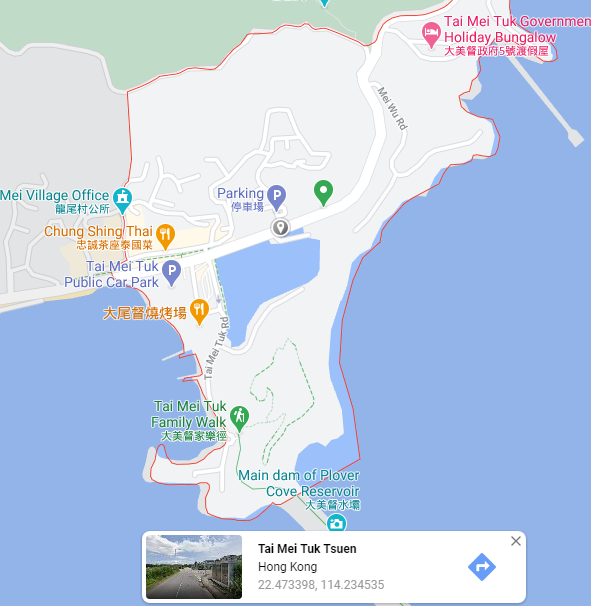 Tai Mei Tuk Governmen
Holiday Bungalow
大美督政府5號渡假屋
Mei Wu Rd
Mei Village Office
龍尾村公所
Parking
停車場
Chung Shing Thai
忠誠茶座泰國菜
Tai Mei Tuk
Public Car Park
大尾督燒烤場
Tai Mei Tuk Rd
Tai Mei Tuk
Family Walk
大美督家樂徑
Main dam of Plover
Cove Reservoir
大美督水壩
Tai Mei Tuk Tsuen
Hong Kong
22.473398, 114.234535